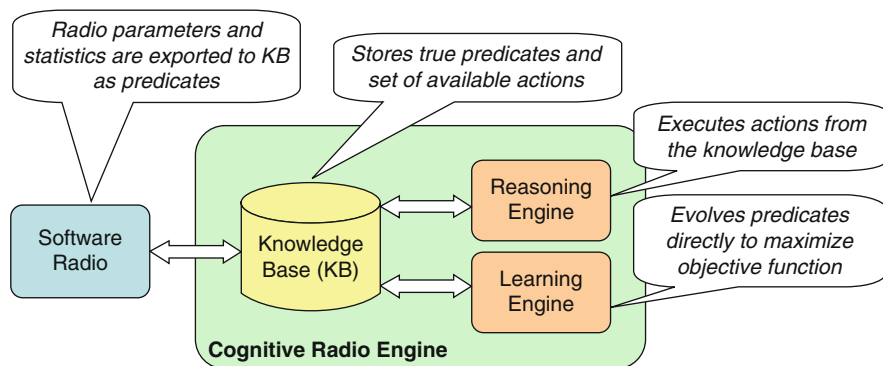 Radio parameters and
statistics are exported to KB
as predicates
Stores true predicates and
set of available actions
Executes actions from
the knowledge base
Reasoning
Engine
Evolves predicates
directly to maximize
objective function
Software
Radio
Knowledge
Base (KB)
Learning
Engine
Cognitive Radio Engine